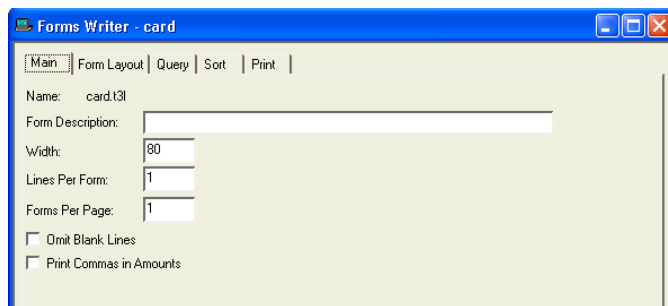 Forms Writer - card
Main Form Layout Query Sort Print
Name: card.t3l
Form Description:
Width: 80
Lines Per Form: 1
Forms Per Page: 1
Omit Blank Lines
Print Commas in Amounts